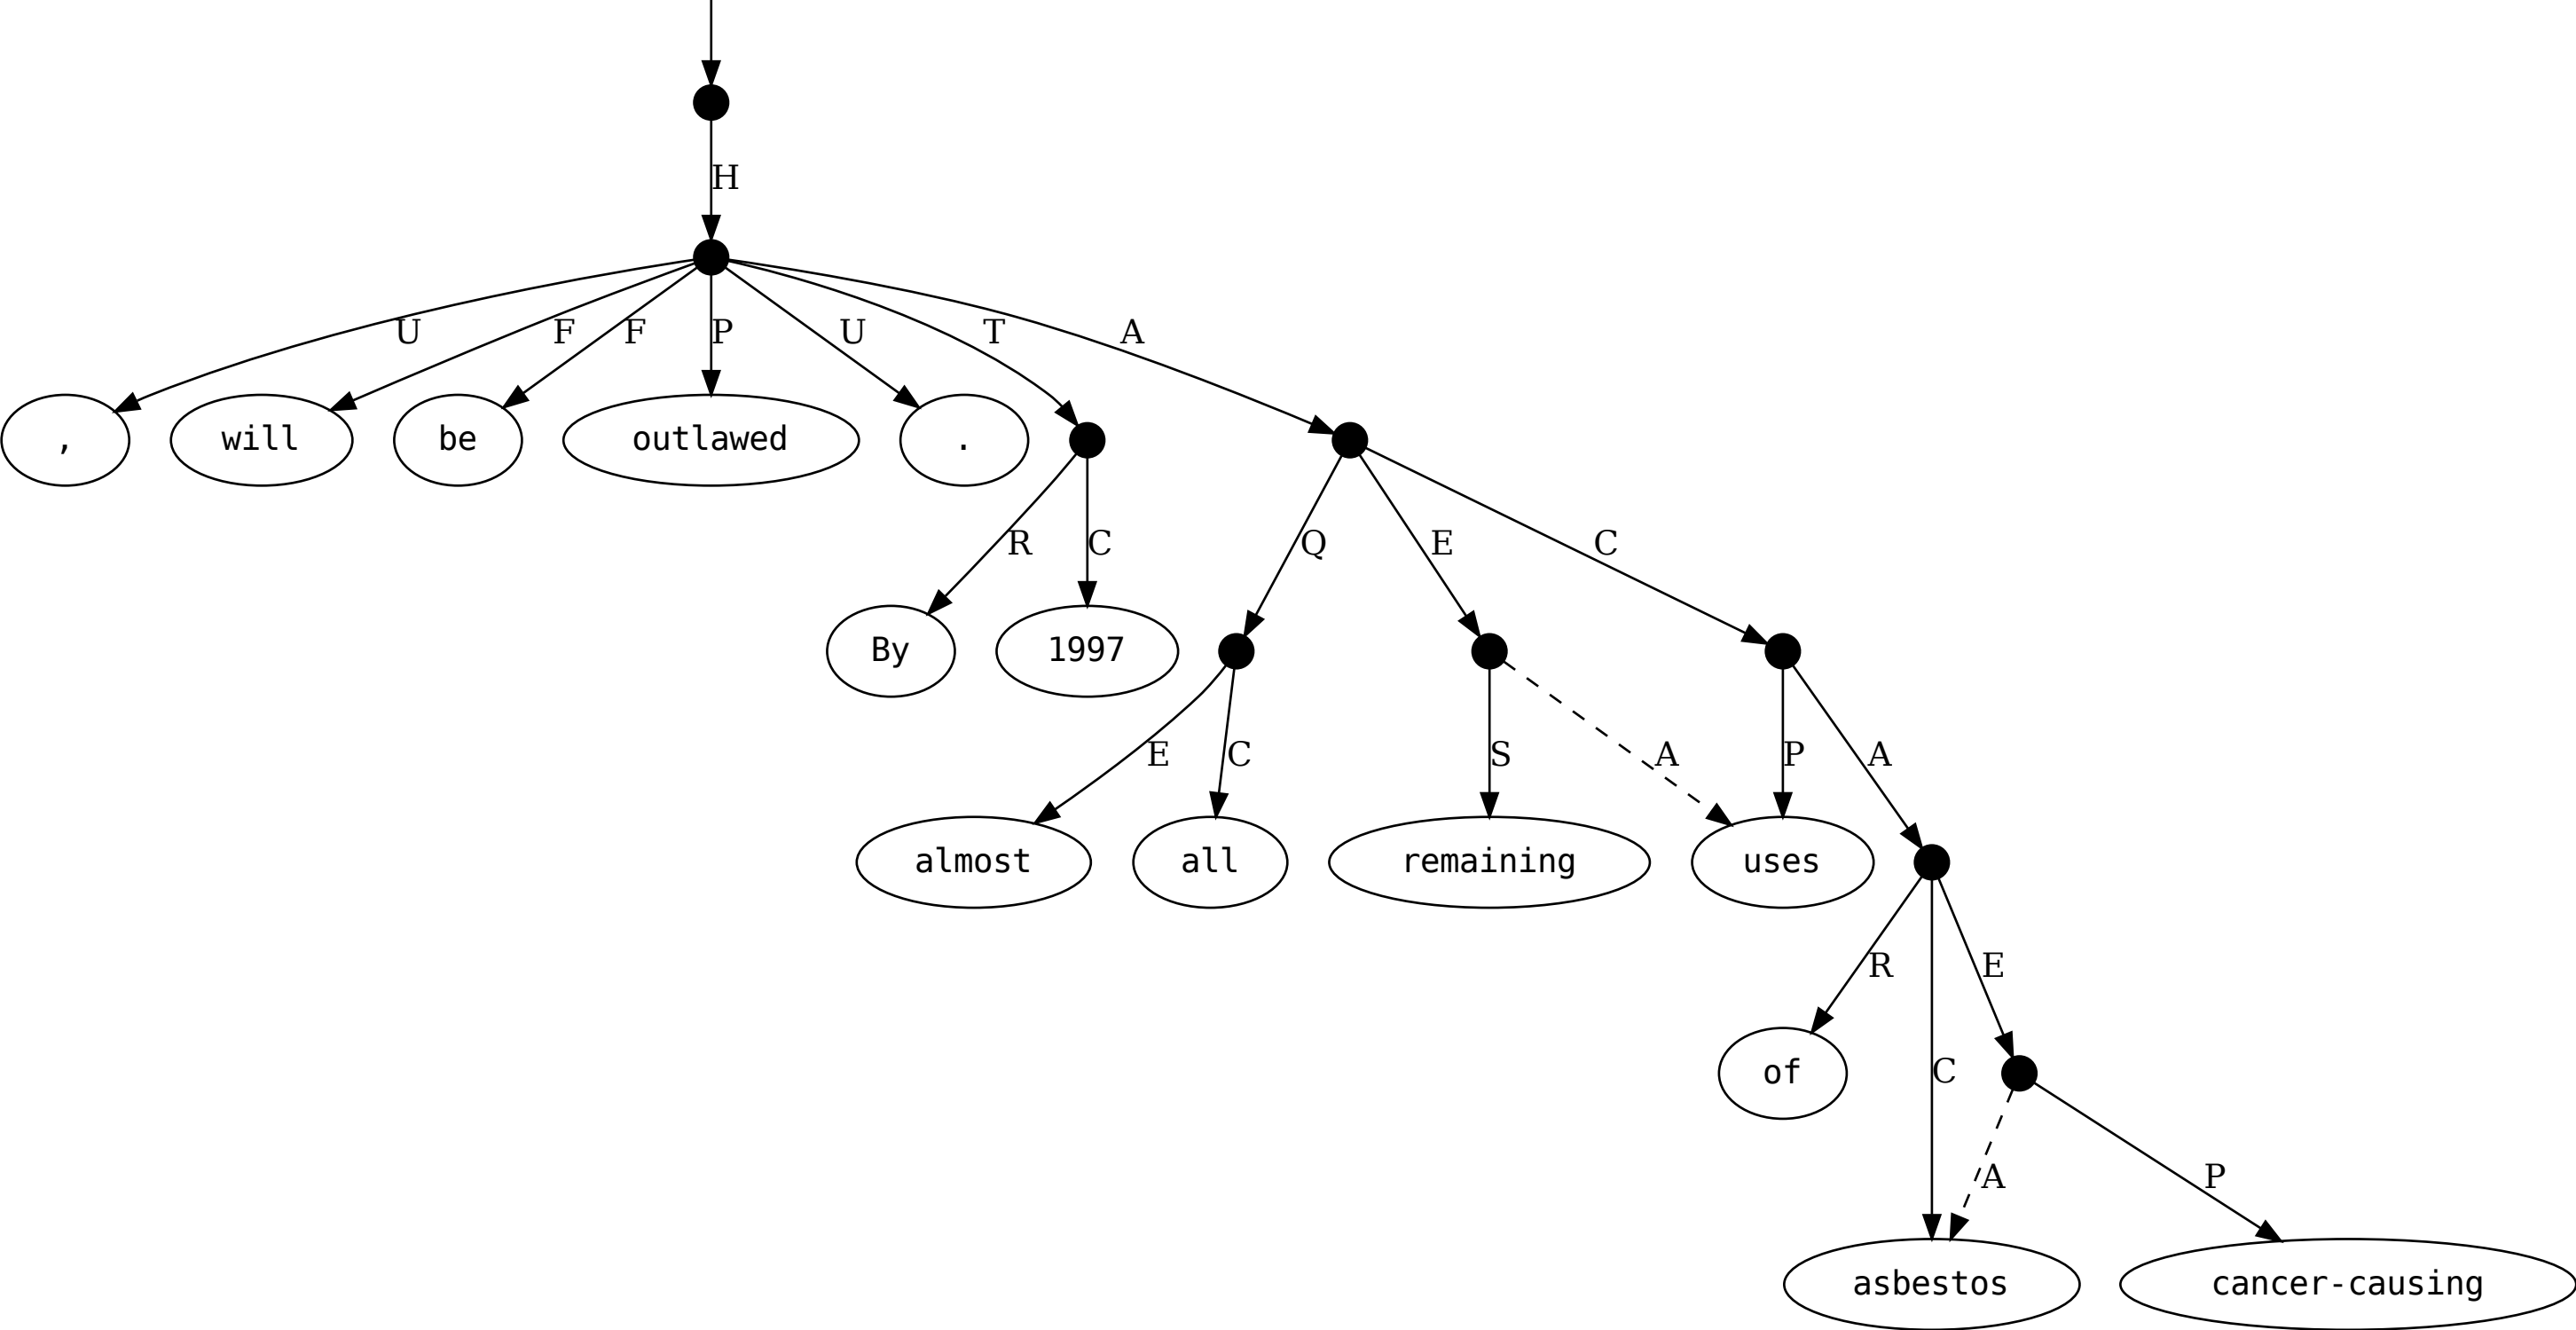 H
U F F P U T A
, will be outlawed .
R C Q E C
By 1997
E C S A P A
almost all remaining uses
R C E
of
A P
asbestos cancer-causing